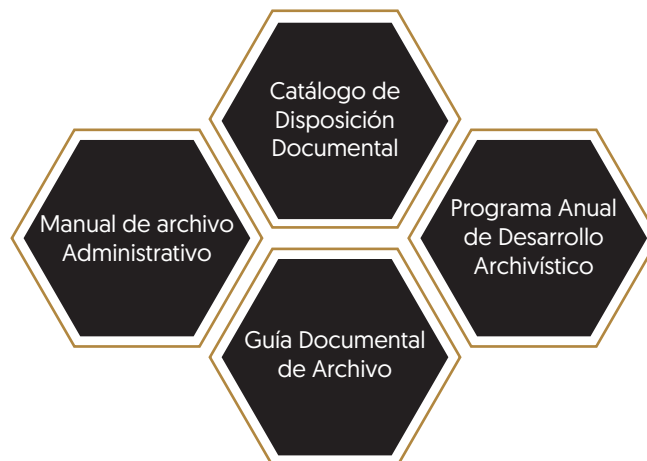 Catálogo de
Disposición
Documental
Manual de archivo
Administrativo
Programa Anual
de Desarrollo
Archivístico
Guía Documental
de Archivo